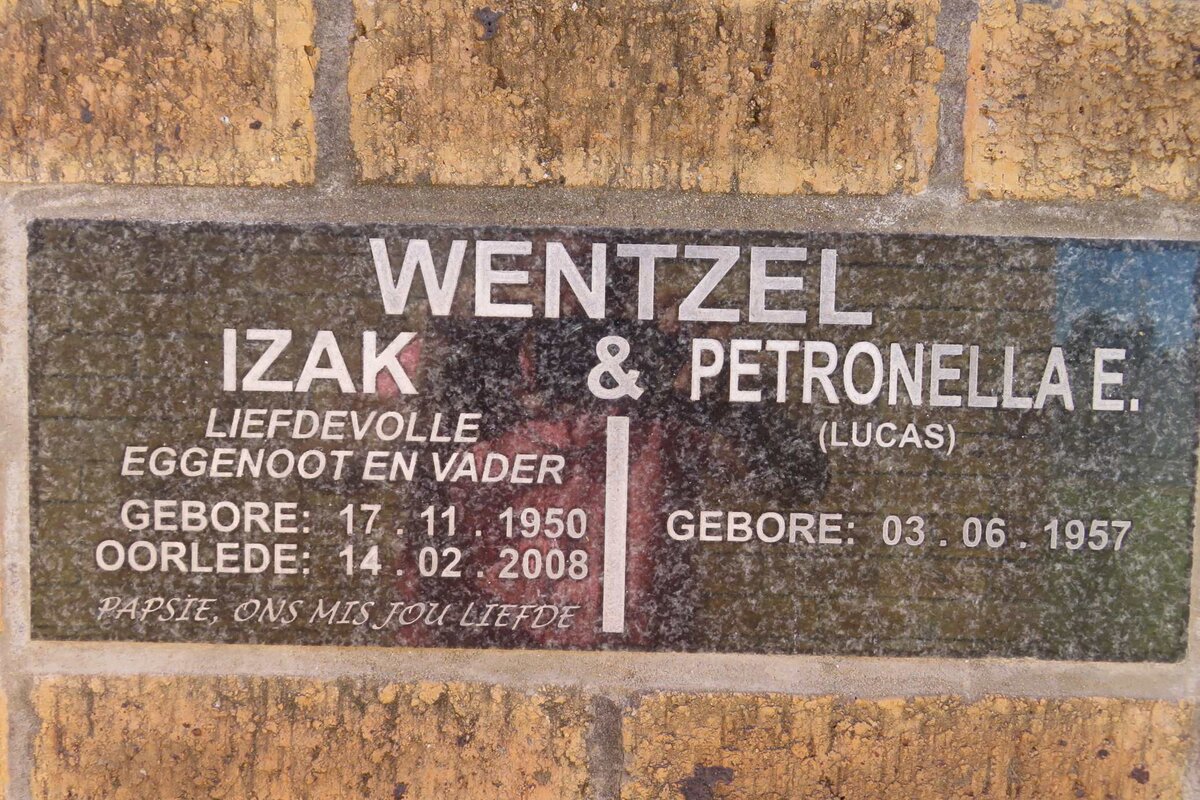 WENTZEL
IZAK & PETRONELLA E.
LIEFDEVOLLE
EGGENOOT EN VADER
GEBORE: 17 . 11 . 1950
OORLEDE: 14 . 02 . 2008
PAPSIE, ONS MIS JOU LIEFDE
(LUCAS)
GEBORE: 03 . 06 . 1957